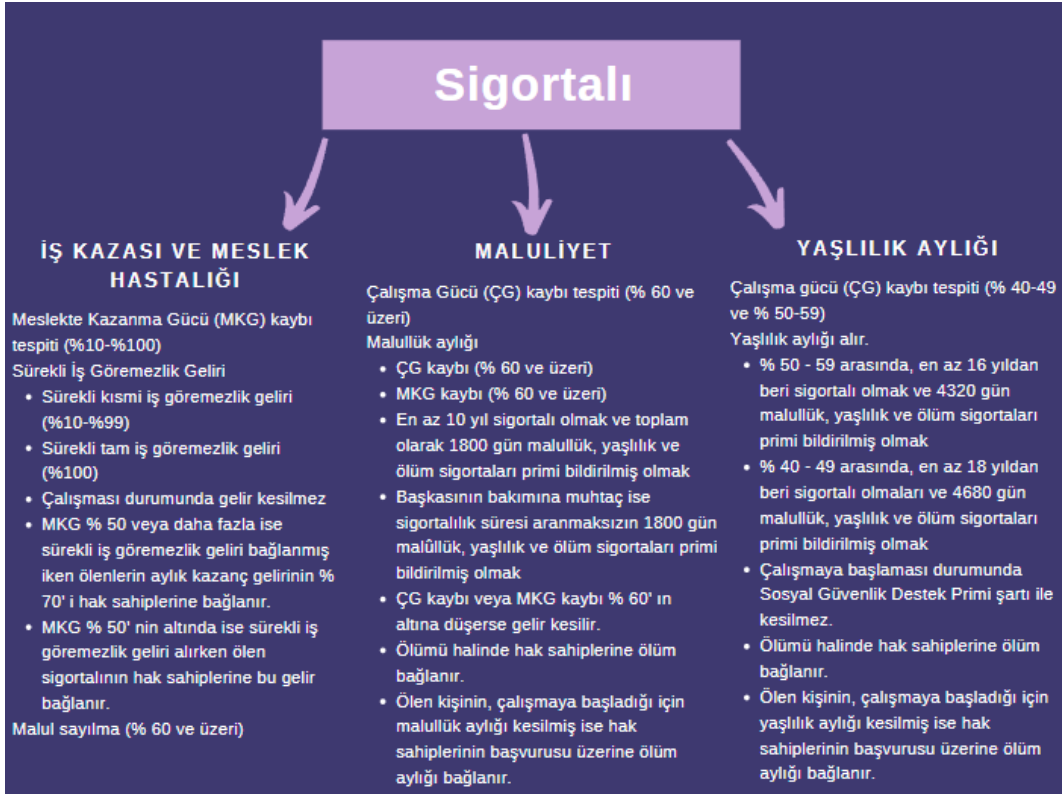 Sigortalı
İŞ KAZASI VE MESLEK
HASTALIĞI
Meslekte Kazanma Gücü (MKG) kaybı
tespiti (%10-%100)
Sürekli İş Göremezlik Geliri
• Sürekli kısmi iş göremezlik geliri
(%10-%99)
• Sürekli tam iş göremezlik geliri
(%100)
• Çalışması durumunda gelir kesilmez
• MKG % 50 veya daha fazla ise
sürekli iş göremezlik geliri bağlanmış
iken ölenlerin aylık kazanç gelirinin %
70' i hak sahiplerine bağlanır.
• MKG % 50' nin altında ise sürekli iş
göremezlik geliri alırken ölen
sigortalının hak sahiplerine bu gelir
bağlanır.
Malul sayılma (% 60 ve üzeri)
MALULİYET
Çalışma Gücü (ÇG) kaybı tespiti (% 60 ve
üzeri)
Malullük aylığı
• ÇG kaybı (% 60 ve üzeri)
• MKG kaybı (% 60 ve üzeri)
• En az 10 yıl sigortalı olmak ve toplam
olarak 1800 gün malullük, yaşlılık ve
ölüm sigortaları primi bildirilmiş olmak
• Başkasının bakımına muhtaç ise
sigortalılık süresi aranmaksızın 1800 gün
malûllük, yaşlılık ve ölüm sigortaları primi
bildirilmiş olmak
• ÇG kaybı veya MKG kaybı % 60' ın
altına düşerse gelir kesilir.
• Ölümü halinde hak sahiplerine ölüm
bağlanır.
• Ölen kişinin, çalışmaya başladığı için
malullük aylığı kesilmiş ise hak
sahiplerinin başvurusu üzerine ölüm
aylığı bağlanır.
YAŞLILIK AYLIĞI
Çalışma gücü (ÇG) kaybı tespiti (% 40-49
ve % 50-59)
Yaşlılık aylığı alır.
• % 50 - 59 arasında, en az 16 yıldan
beri sigortalı olmak ve 4320 gün
malullük, yaşlılık ve ölüm sigortaları
primi bildirilmiş olmak
• % 40 - 49 arasında, en az 18 yıldan
beri sigortalı olmaları ve 4680 gün
malullük, yaşlılık ve ölüm sigortaları
primi bildirilmiş olmak
• Çalışmaya başlaması durumunda
Sosyal Güvenlik Destek Primi şartı ile
kesilmez.
• Ölümü halinde hak sahiplerine ölüm
bağlanır.
• Ölen kişinin, çalışmaya başladığı için
yaşlılık aylığı kesilmiş ise hak
sahiplerinin başvurusu üzerine ölüm
aylığı bağlanır.